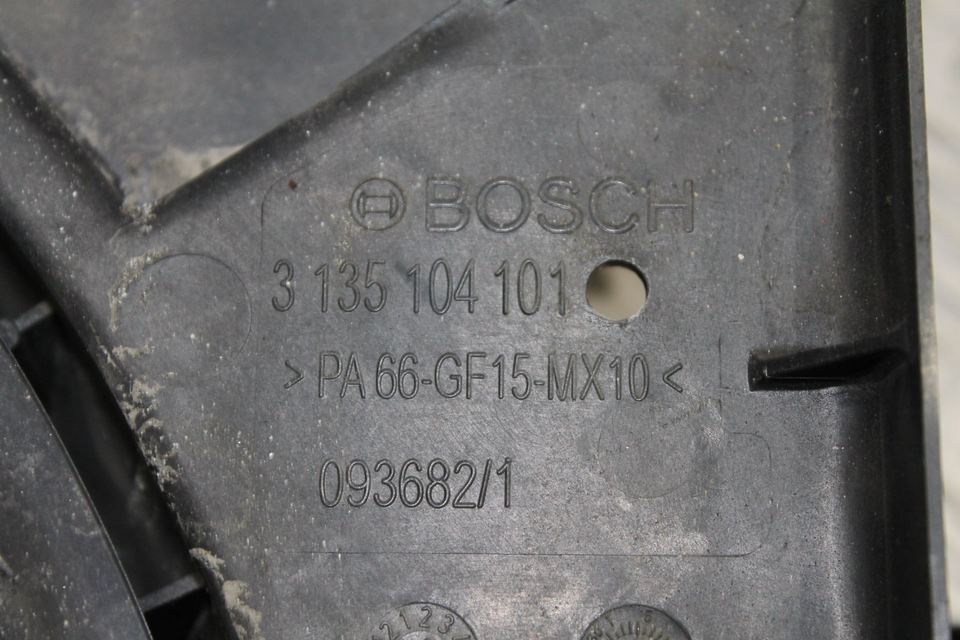 BOSCH
3 135 104 101
>PA 66-GF15-MX10<
093682/1